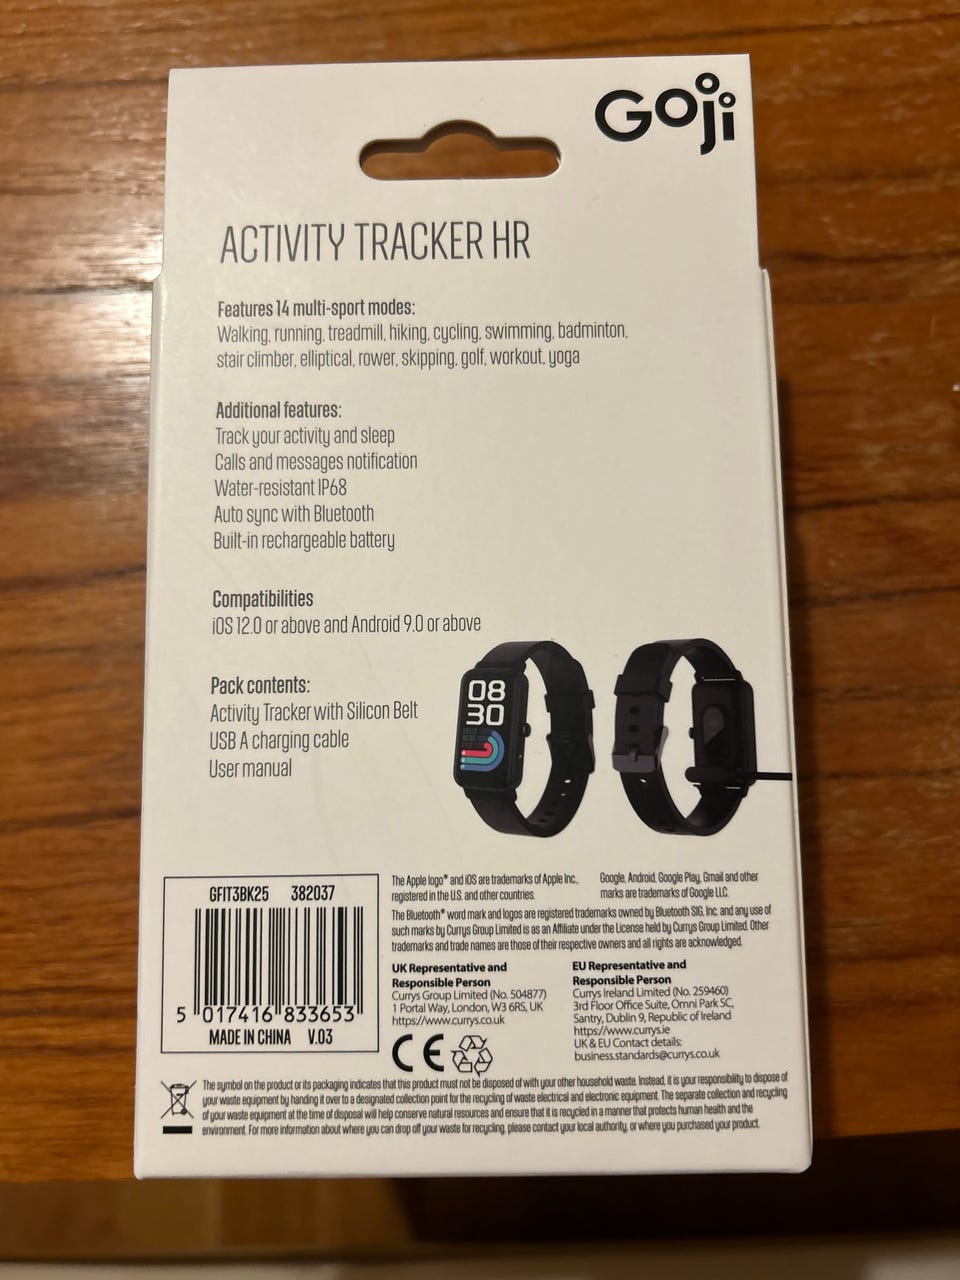 Goji
ACTIVITY TRACKER HR
Features 14 multi-sport modes:
Walking, running, treadmill, hiking, cycling, swimming, badminton,
stair climber, elliptical, rower, skipping, golf, workout, yoga
Additional features:
Track your activity and sleep
Calls and messages notification
Water-resistant IP68
Auto sync with Bluetooth
Built-in rechargeable battery
Compatibilities
iOS 12.0 or above and Android 9.0 or above
Pack contents:
Activity Tracker with Silicon Belt
USB A charging cable
User manual
08
30
GFIT3BK25 382037
5 017416 833653
MADE IN CHINA V.03
The Apple logo® and iOS are trademarks of Apple Inc.,
registered in the U.S. and other countries.
Google, Android, Google Play, Gmail and other
marks are trademarks of Google LLC.
The Bluetooth® word mark and logos are registered trademarks owned by Bluetooth SIG, Inc. and any use of
such marks by Currys Group Limited is as an Affiliate under the License held by Currys Group Limited. Other
trademarks and trade names are those of their respective owners and all rights are acknowledged.
UK Representative and
Responsible Person
Currys Group Limited (No. 504877)
1 Portal Way, London, W3 6RS, UK
https://www.currys.co.uk
EU Representative and
Responsible Person
Currys Ireland Limited (No. 259460)
3rd Floor Office Suite, Omni Park SC,
Santry, Dublin 9, Republic of Ireland
https://www.currys.ie
UK & EU Contact details:
business.standards@currys.co.uk
CE
The symbol on the product or its packaging indicates that this product must not be disposed of with your other household waste. Instead, it is your responsibility to dispose of
your waste equipment by handing it over to a designated collection point for the recycling of waste electrical and electronic equipment. The separate collection and recycling
of your waste equipment at the time of disposal will help conserve natural resources and ensure that it is recycled in a manner that protects human health and the
environment. For more information about where you can drop off your waste for recycling, please contact your local authority, or where you purchased your product.